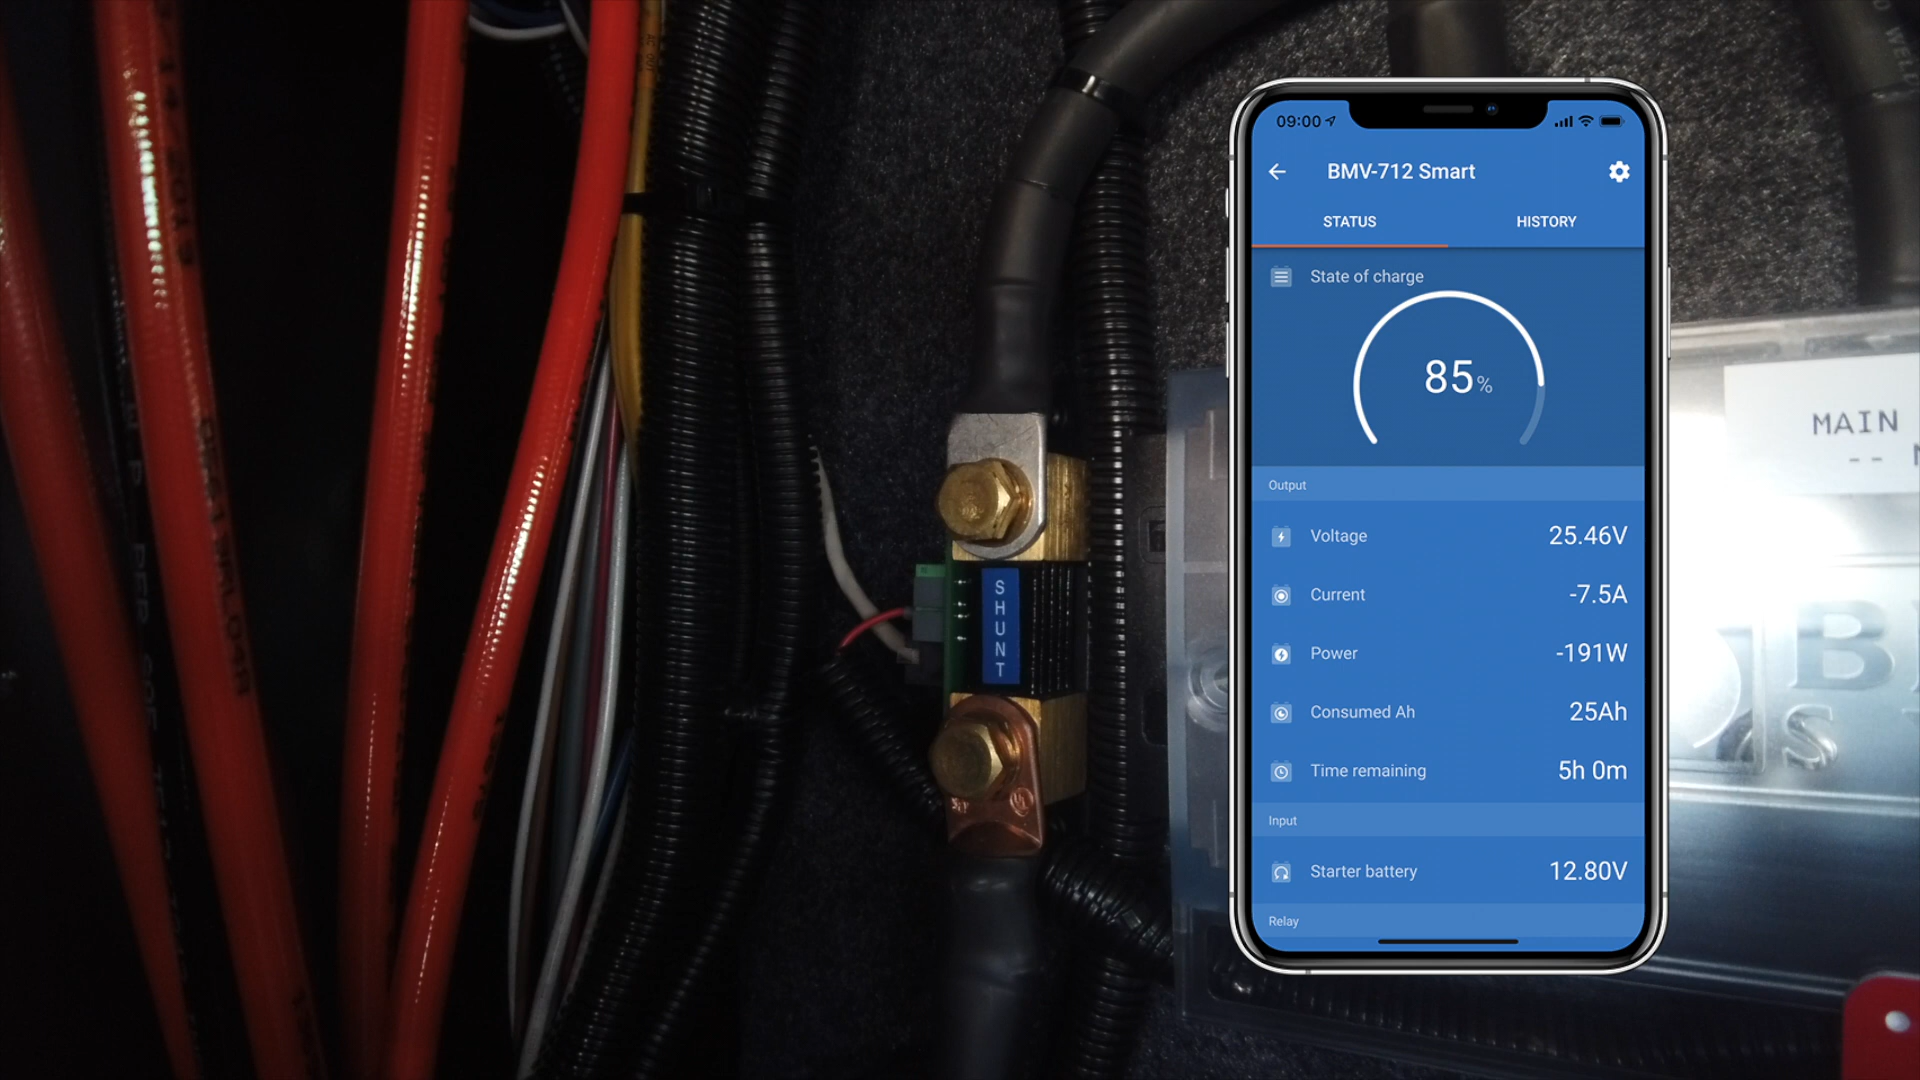 09:00
BMV-712 Smart
STATUS
HISTORY
State of charge
85%
Output
Voltage
25.46V
Current
-7.5A
Power
-191W
Consumed Ah
25Ah
Time remaining
5h 0m
Input
Starter battery
12.80V
Relay
SHUNT
MAIN